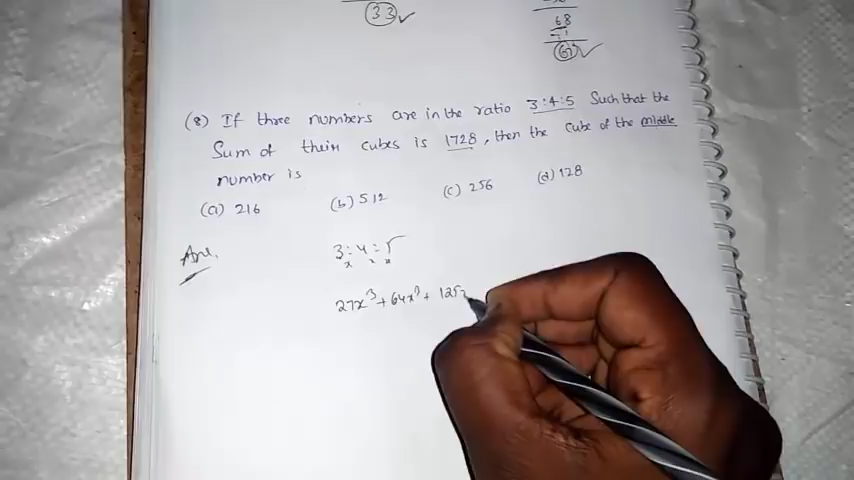 33
68
-1
67
(8) If three numbers are in the ratio 3:4:5 Such that the
Sum of their cubes is 1728, then the cube of the middle
number is
(a) 216 (b) 512 (c) 256 (d) 128
Ans. 3:4:5
x x x
27x³ + 64x³ + 125